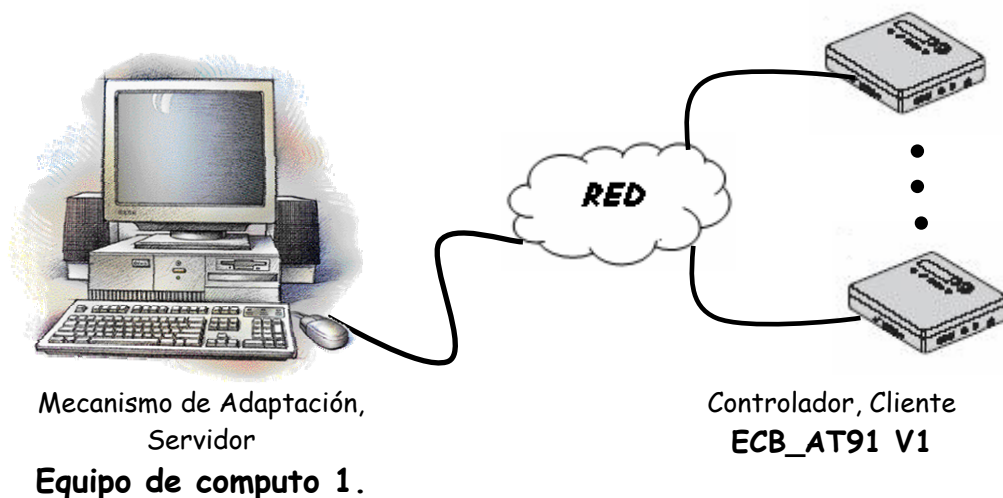 RED
Mecanismo de Adaptación,
Servidor
Equipo de computo 1.
Controlador, Cliente
ECB_AT91 V1